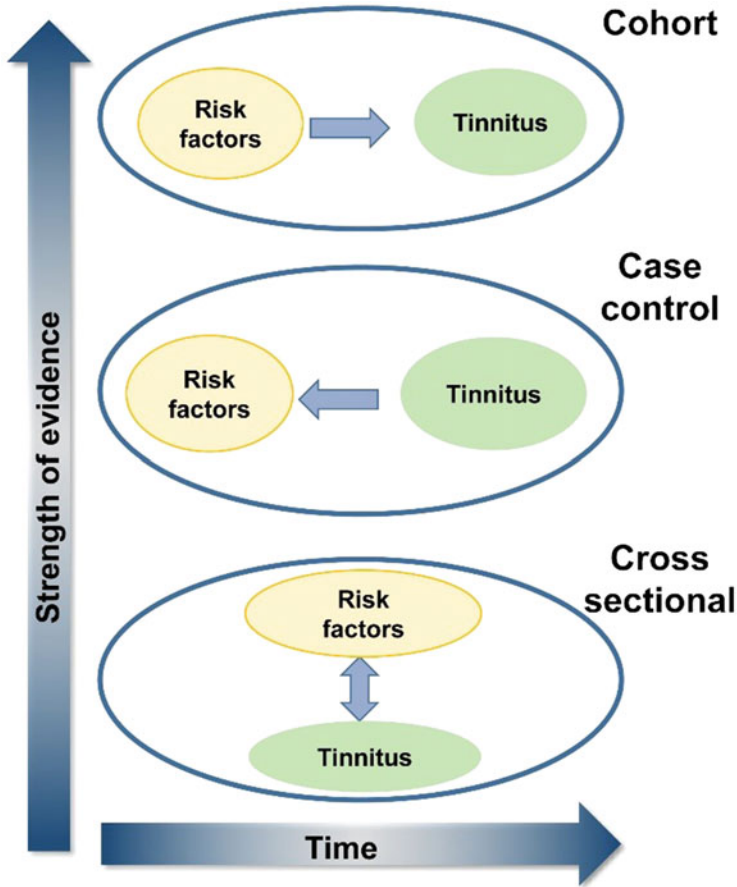 Cohort
Risk
factors
Tinnitus
Case
control
Risk
factors
Tinnitus
Cross
sectional
Risk
factors
Tinnitus
Strength of evidence
Time